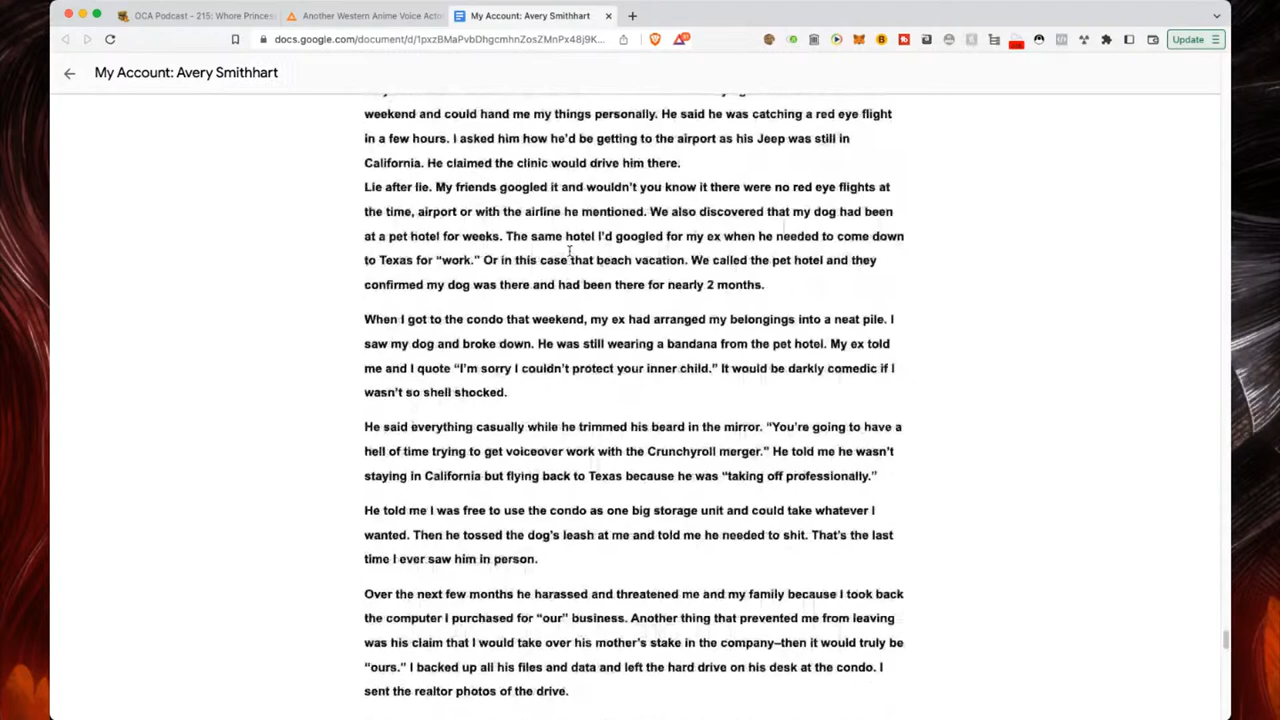 OCA Podcast - 215: Whore Princes
Another Western Anime Voice Acto
My Account: Avery Smithhart
docs.google.com/document/d/1pxzBMaPvbDhgcmhnZosZMnPx48j9K...
Update
My Account: Avery Smithhart
weekend and could hand me my things personally. He said he was catching a red eye flight
in a few hours. I asked him how he’d be getting to the airport as his Jeep was still in
California. He claimed the clinic would drive him there.
Lie after lie. My friends googled it and wouldn’t you know it there were no red eye flights at
the time, airport or with the airline he mentioned. We also discovered that my dog had been
at a pet hotel for weeks. The same hotel I’d googled for my ex when he needed to come down
to Texas for “work.” Or in this case that beach vacation. We called the pet hotel and they
confirmed my dog was there and had been there for nearly 2 months.
When I got to the condo that weekend, my ex had arranged my belongings into a neat pile. I
saw my dog and broke down. He was still wearing a bandana from the pet hotel. My ex told
me and I quote “I’m sorry I couldn’t protect your inner child.” It would be darkly comedic if I
wasn’t so shell shocked.
He said everything casually while he trimmed his beard in the mirror. “You’re going to have a
hell of time trying to get voiceover work with the Crunchyroll merger.” He told me he wasn’t
staying in California but flying back to Texas because he was “taking off professionally.”
He told me I was free to use the condo as one big storage unit and could take whatever I
wanted. Then he tossed the dog’s leash at me and told me he needed to shit. That’s the last
time I ever saw him in person.
Over the next few months he harassed and threatened me and my family because I took back
the computer I purchased for “our” business. Another thing that prevented me from leaving
was his claim that I would take over his mother’s stake in the company–then it would truly be
“ours.” I backed up all his files and data and left the hard drive on his desk at the condo. I
sent the realtor photos of the drive.